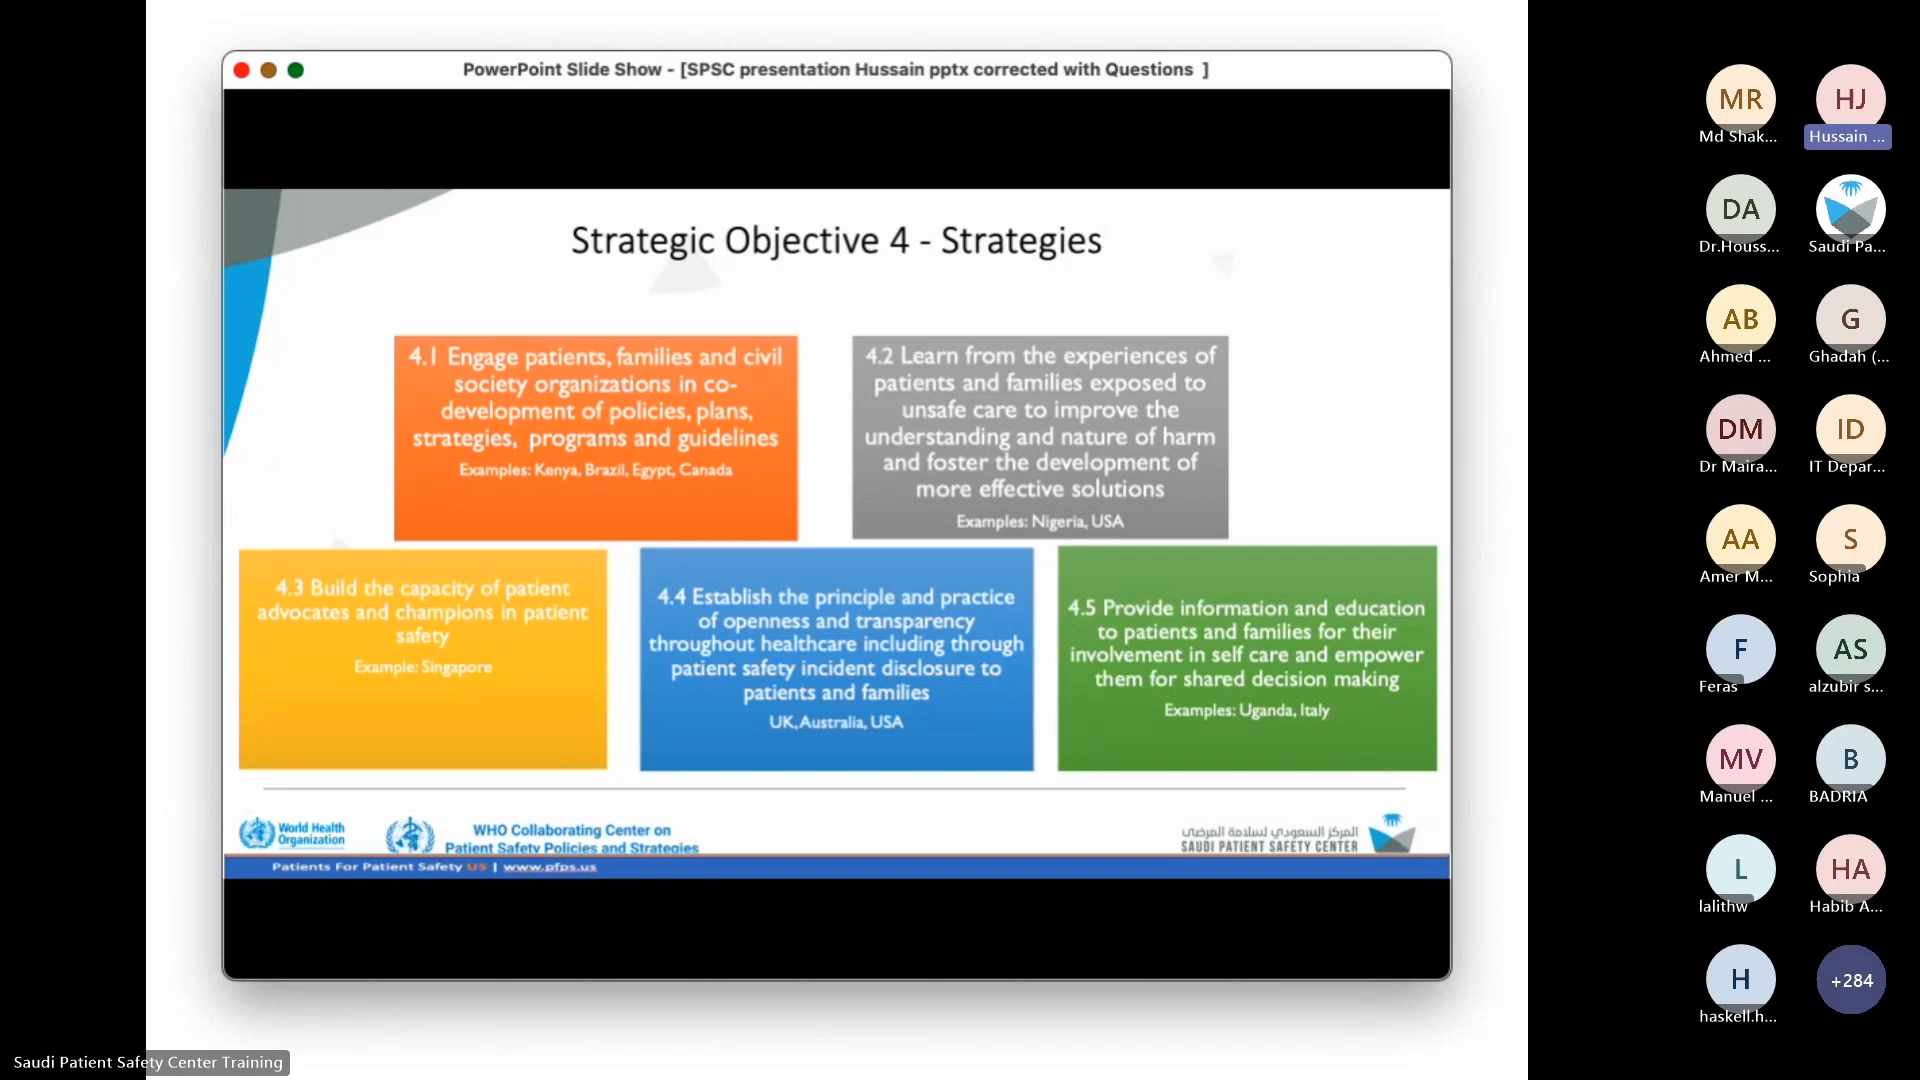 PowerPoint Slide Show - [SPSC presentation Hussain pptx corrected with Questions ]
Strategic Objective 4 - Strategies
4.1 Engage patients, families and civil
society organizations in co-
development of policies, plans,
strategies, programs and guidelines
Examples: Kenya, Brazil, Egypt, Canada
4.2 Learn from the experiences of
patients and families exposed to
unsafe care to improve the
understanding and nature of harm
and foster the development of
more effective solutions
Examples: Nigeria, USA
4.3 Build the capacity of patient
advocates and champions in patient
safety
Example: Singapore
4.4 Establish the principle and practice
of openness and transparency
throughout healthcare including through
patient safety incident disclosure to
patients and families
UK, Australia, USA
4.5 Provide information and education
to patients and families for their
involvement in self care and empower
them for shared decision making
Examples: Uganda, Italy
World Health
Organization
WHO Collaborating Center on
Patient Safety Policies and Strategies
المركز السعودي لسلامة المرضى
SAUDI PATIENT SAFETY CENTER
Patients For Patient Safety US | www.pfps.us
MR
Md Shak...
HJ
Hussain ...
DA
Dr.Houss...
Saudi Pa...
AB
Ahmed ...
G
Ghadah (...
DM
Dr Maira...
ID
IT Depar...
AA
Amer M...
S
Sophia
F
Feras
AS
alzubir s...
MV
Manuel ...
B
BADRIA
L
lalithw
HA
Habib A...
H
haskell.h...
+284
Saudi Patient Safety Center Training